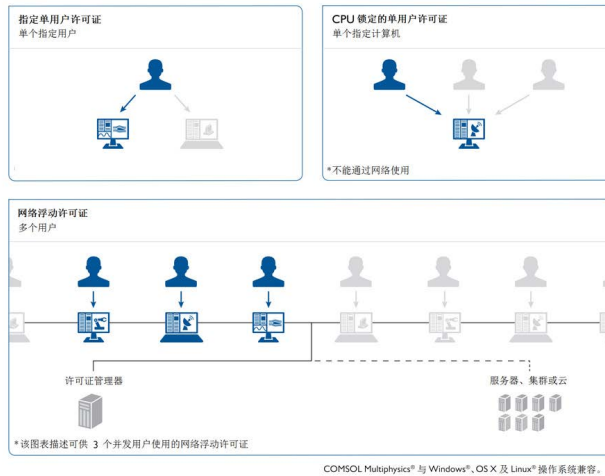 指定单用户许可证
单个指定用户
CPU 锁定的单用户许可证
单个指定计算机
*不能通过网络使用
网络浮动许可证
多个用户
许可证管理器
服务器、集群或云
*该图表描述可供 3 个并发用户使用的网络浮动许可证
COMSOL Multiphysics® 与 Windows®、OS X 及 Linux® 操作系统兼容。